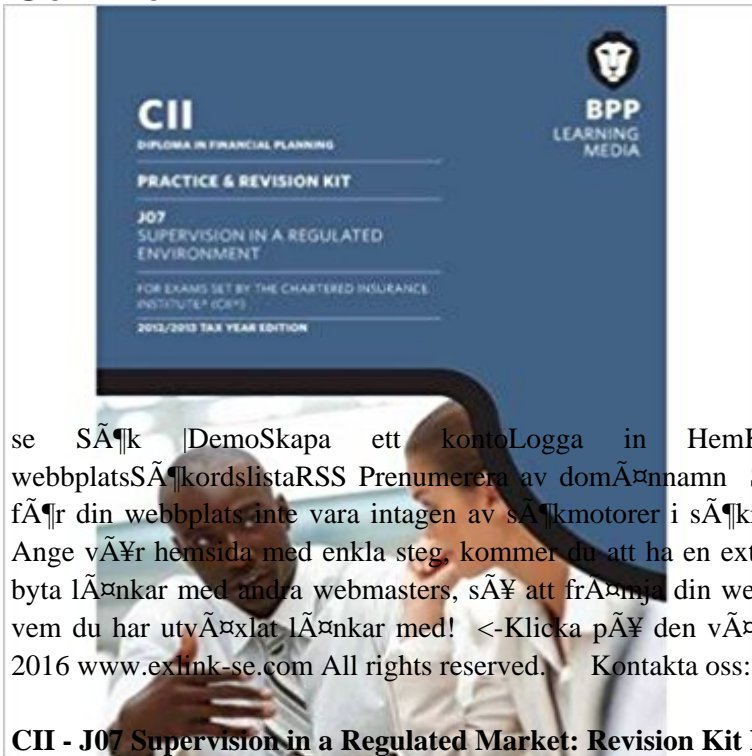 CII
DIPLOMA IN FINANCIAL PLANNING
PRACTICE & REVISION KIT
J07
SUPERVISION IN A REGULATED
ENVIRONMENT
FOR EXAMS SET BY THE CHARTERED INSURANCE
INSTITUTE* (CII*)
2012/2013 TAX YEAR EDITION
BPP
LEARNING
MEDIA
se SÃ¶k |DemoSkapa ett kontoLogga in
webbplatsSÃ¶kordslistaRSS Prenumerera av domÃ¤nnamn
fÃ¶r din webbplats inte vara intagen av sÃ¶kmotorer i
Ange vÃ¥r hemsida med enkla steg, kommer du att ha en
byta lÃ¤nkar med andra webmasters, sÃ¥ att frÃ¤mja din
vem du har utvÃ¤xlat lÃ¤nkar med! <-Klicka pÃ¥ den
2016 www.exlink-se.com All rights reserved. Kontakta oss:
CII - J07 Supervision in a Regulated Market: Revision Kit